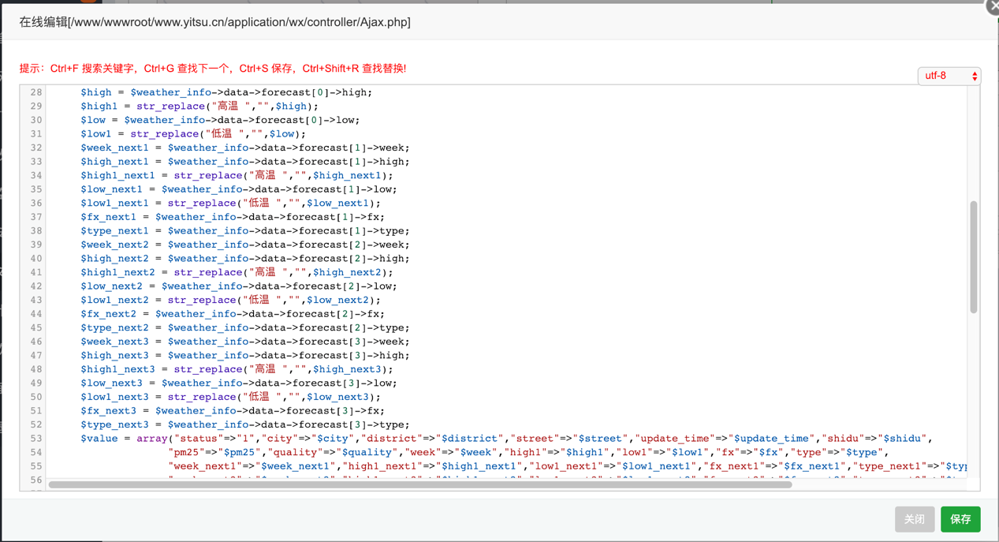 在线编辑[/www/wwwroot/www.yitsu.cn/application/wx/controller/Ajax.php]
提示：Ctrl+F 搜索关键字，Ctrl+G 查找下一个，Ctrl+S 保存，Ctrl+Shift+R 查找替换!
utf-8
28 $high = $weather_info->data->forecast[0]->high;
29 $high1 = str_replace("高温 ","",$high);
30 $low = $weather_info->data->forecast[0]->low;
31 $low1 = str_replace("低温 ","",$low);
32 $week_next1 = $weather_info->data->forecast[1]->week;
33 $high_next1 = $weather_info->data->forecast[1]->high;
34 $high1_next1 = str_replace("高温 ","",$high_next1);
35 $low_next1 = $weather_info->data->forecast[1]->low;
36 $low1_next1 = str_replace("低温 ","",$low_next1);
37 $fx_next1 = $weather_info->data->forecast[1]->fx;
38 $type_next1 = $weather_info->data->forecast[1]->type;
39 $week_next2 = $weather_info->data->forecast[2]->week;
40 $high_next2 = $weather_info->data->forecast[2]->high;
41 $high1_next2 = str_replace("高温 ","",$high_next2);
42 $low_next2 = $weather_info->data->forecast[2]->low;
43 $low1_next2 = str_replace("低温 ","",$low_next2);
44 $fx_next2 = $weather_info->data->forecast[2]->fx;
45 $type_next2 = $weather_info->data->forecast[2]->type;
46 $week_next3 = $weather_info->data->forecast[3]->week;
47 $high_next3 = $weather_info->data->forecast[3]->high;
48 $high1_next3 = str_replace("高温 ","",$high_next3);
49 $low_next3 = $weather_info->data->forecast[3]->low;
50 $low1_next3 = str_replace("低温 ","",$low_next3);
51 $fx_next3 = $weather_info->data->forecast[3]->fx;
52 $type_next3 = $weather_info->data->forecast[3]->type;
53 $value = array("status"=>"1","city"=>"$city","district"=>"$district","street"=>"$street","update_time"=>"$update_time","shidu"=>"$shidu",
54 "pm25"=>"$pm25","quality"=>"$quality","week"=>"$week","high1"=>"$high1","low1"=>"$low1","fx"=>"$fx","type"=>"$type",
55 "week_next1"=>"$week_next1","high1_next1"=>"$high1_next1","low1_next1"=>"$low1_next1","fx_next1"=>"$fx_next1","type_next1"=>"$ty
56
关闭
保存